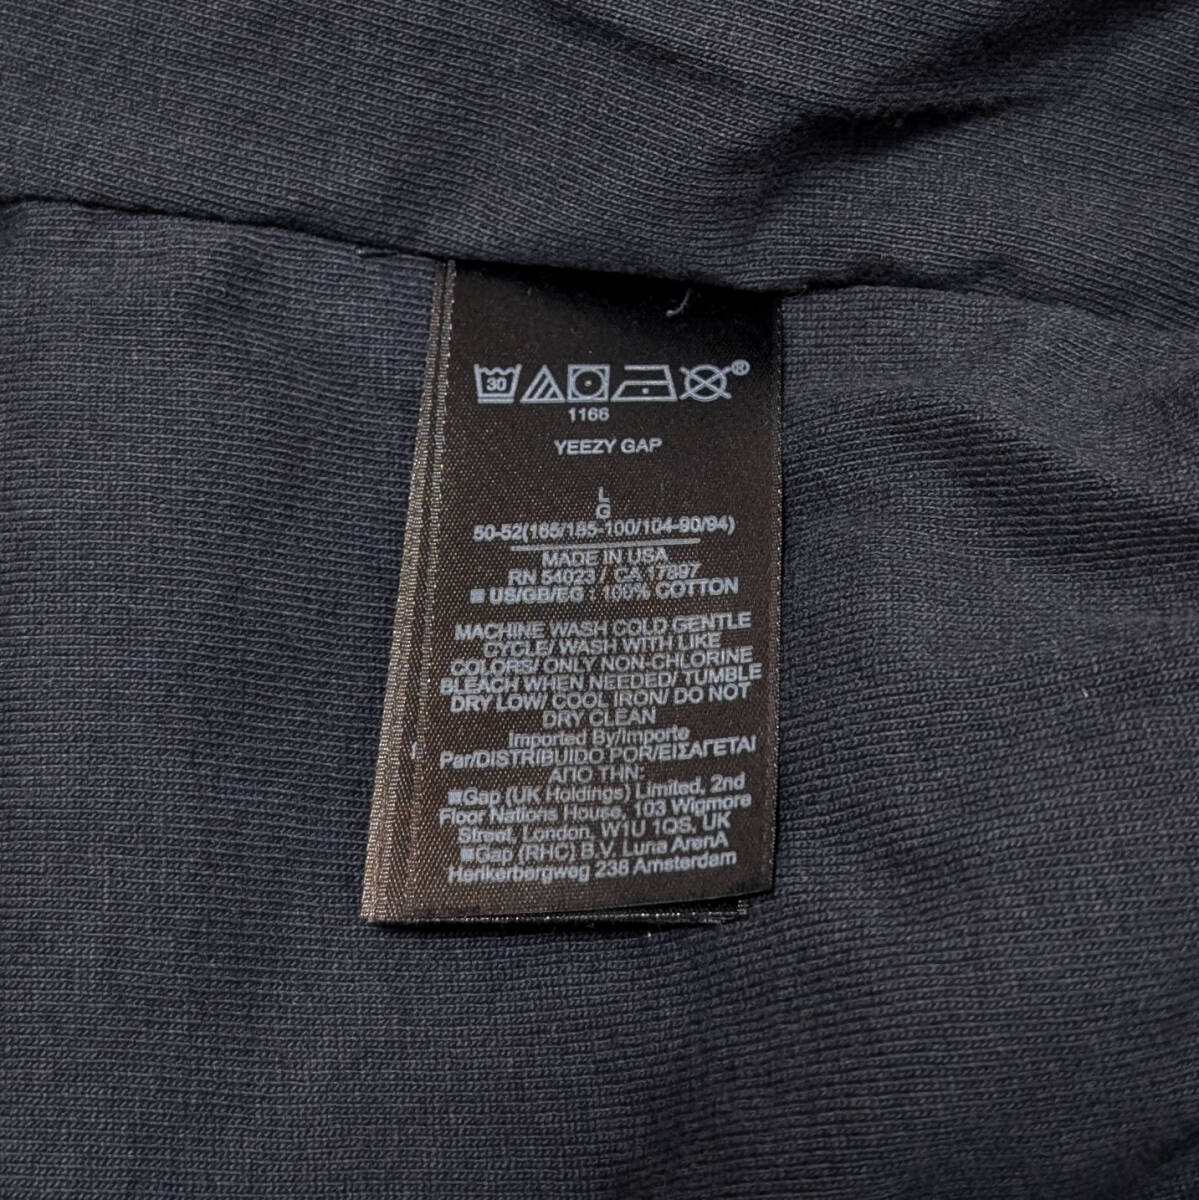 30 ®
1166
YEEZY GAP
L
G
50-52(165/185-100/104-90/94)
MADE IN USA
RN 54023/ CA 17897
US/GB/EG : 100% COTTON
MACHINE WASH COLD GENTLE
CYCLE/ WASH WITH LIKE
COLORS/ ONLY NON-CHLORINE
BLEACH WHEN NEEDED/ TUMBLE
DRY LOW/ COOL IRON/ DO NOT
DRY CLEAN
Imported By/Importe
Par/DISTRIBUIDO POR/ΕΙΣΑΓΕΤΑΙ
ΑΠΟ ΤΗΝ:
Gap (UK Holdings) Limited, 2nd
Floor Nations House, 103 Wigmore
Street, London, W1U 1QS, UK
Gap (RHC) B.V. Luna ArenA
Herikerbergweg 238 Amsterdam